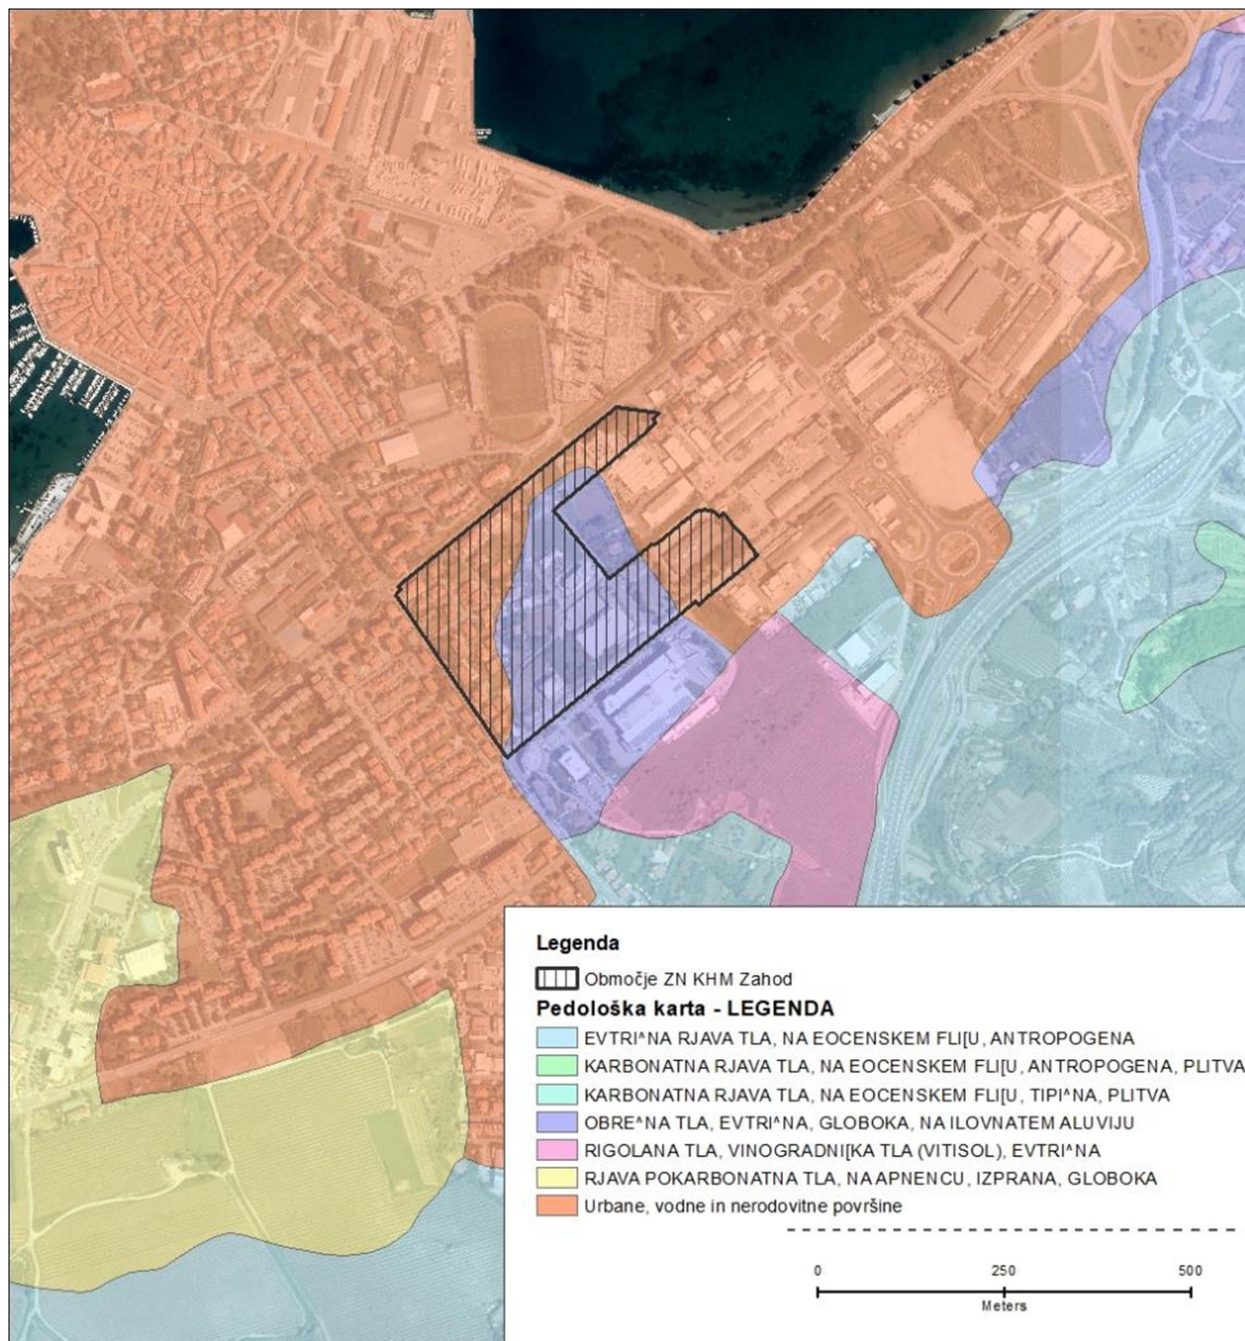 Legenda
Območje ZN KHM Zahod
Pedološka karta - LEGENDA
EVTRI^NA RJAVA TLA, NA EOCENSKEM FLI[U, ANTROPOGENA
KARBONATNA RJAVA TLA, NA EOCENSKEM FLI[U, ANTROPOGENA, PLITVA
KARBONATNA RJAVA TLA, NA EOCENSKEM FLI[U, TIPI^NA, PLITVA
OBRE^NA TLA, EVTRI^NA, GLOBOKA, NA ILOVNATEM ALUVIJU
RIGOLANA TLA, VINOGRADNI[KA TLA (VITISOL), EVTRI^NA
RJAVA POKARBONATNA TLA, NA APNENCU, IZPRANA, GLOBOKA
Urbane, vodne in nerodovitne površine
0 250 500
Meters